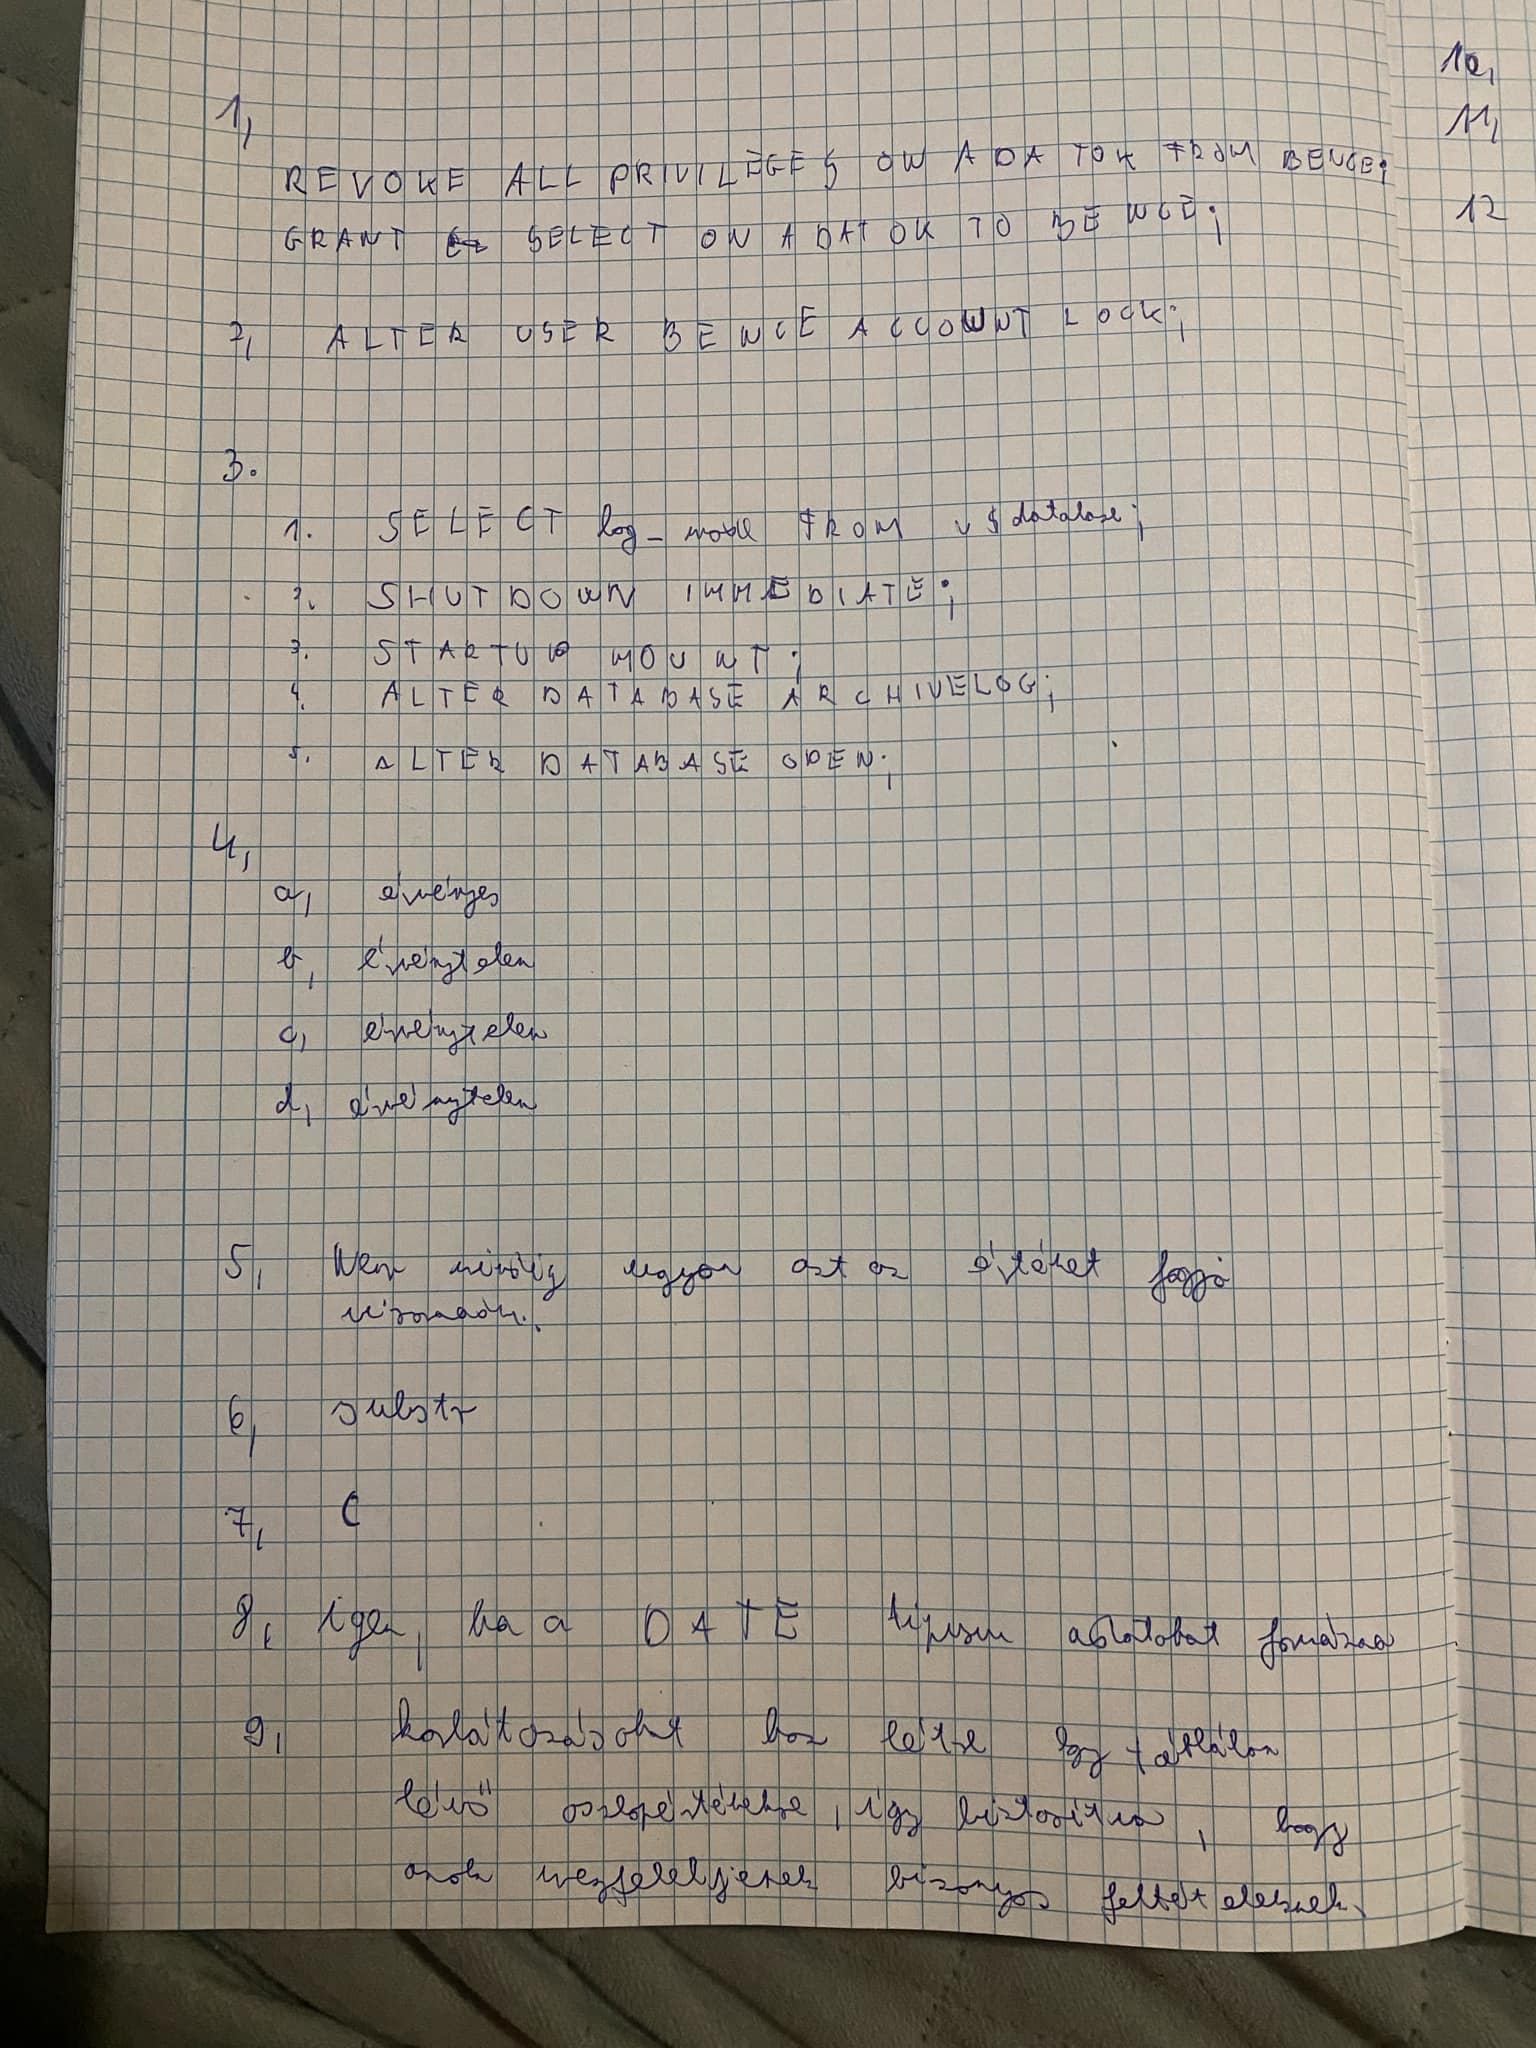 1,
REVOKE ALL PRIVILEGES ON ADATOK FROM BENCE;
GRANT SELECT ON ADATOK TO BENCE;
2, ALTER USER BENCE ACCOUNT LOCK;
3.
1. SELECT log_mode FROM v$database;
2. SHUTDOWN IMMEDIATE;
3. STARTUP MOUNT;
4. ALTER DATABASE ARCHIVELOG;
5. ALTER DATABASE OPEN;
4,
a, érvényes
b, érvénytelen
c, érvénytelen
d, érvénytelen
5, Nem mindig ugyan azt az értéket fogja
visszaadni.
6, substr
7, C
8, igen, ha a DATE típusú adatokat formázza
9, korlátozásokat hoz létre egy táblában
lévő oszlopértékekre, így biztosítva, hogy
azok megfeleljenek bizonyos feltételeknek.
10,
11,
12